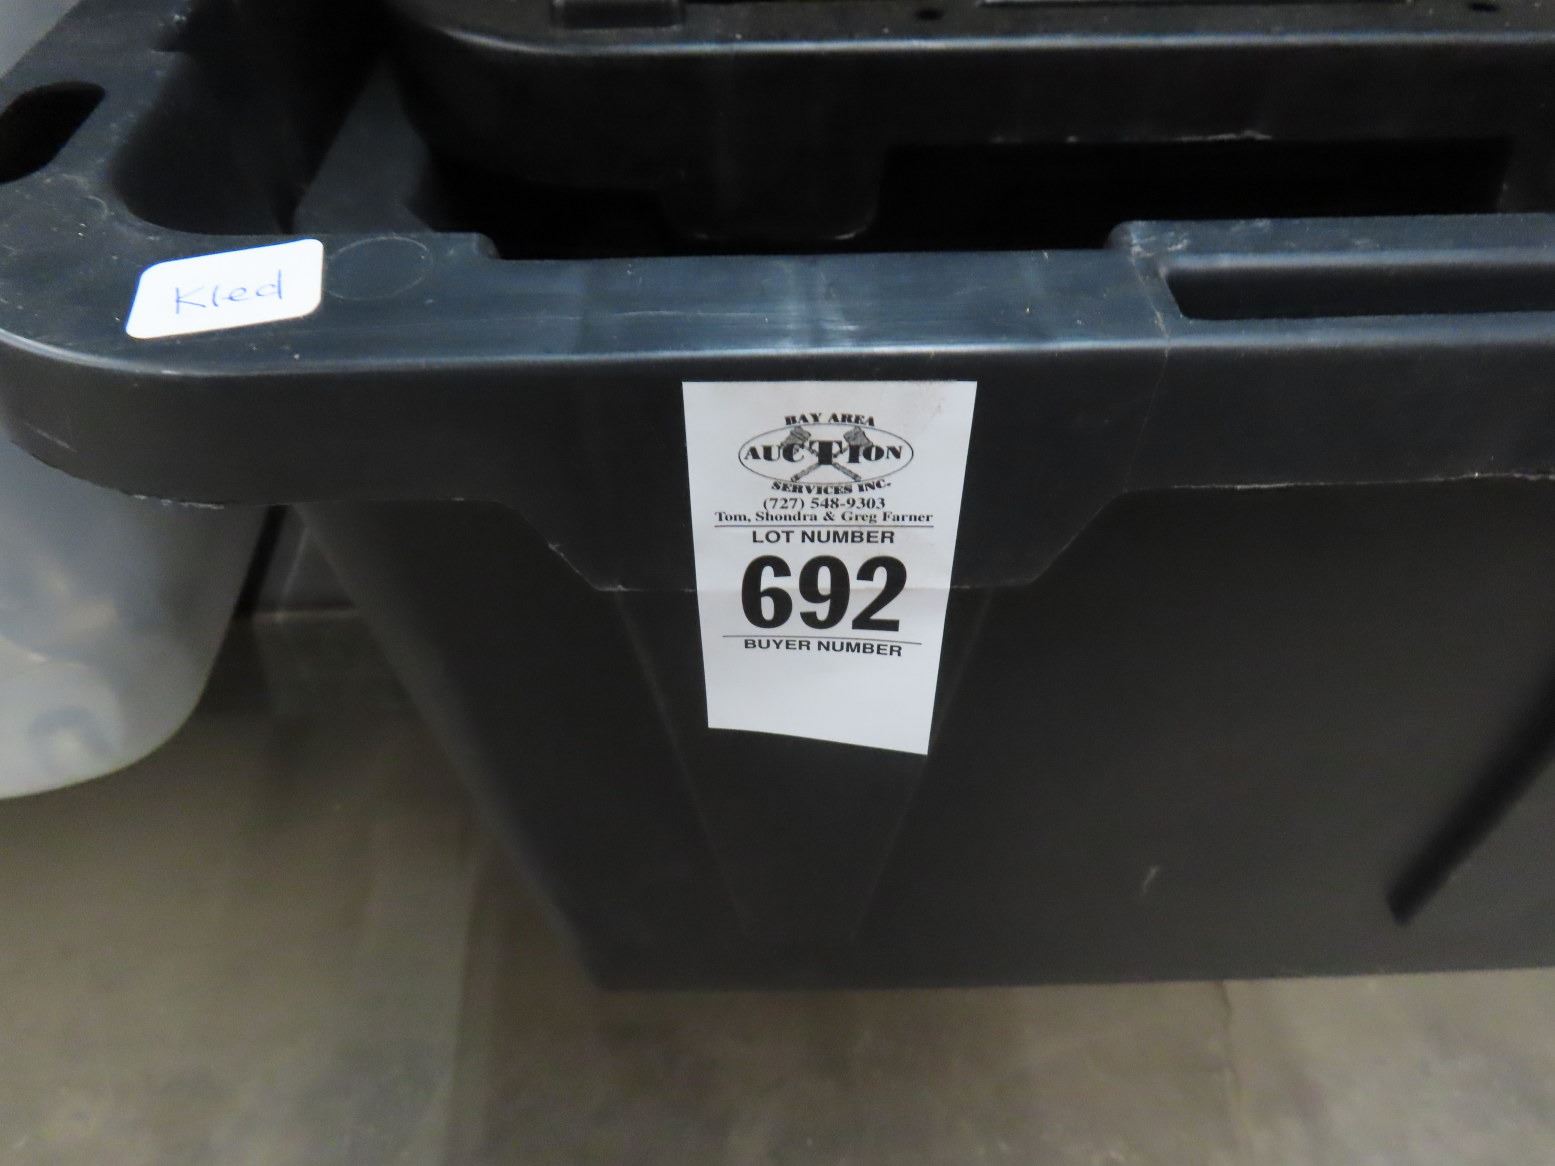 Kled
BAY AREA
AUCTION
SERVICES INC.
(727) 548-9303
Tom, Shondra & Greg Farner
LOT NUMBER
692
BUYER NUMBER